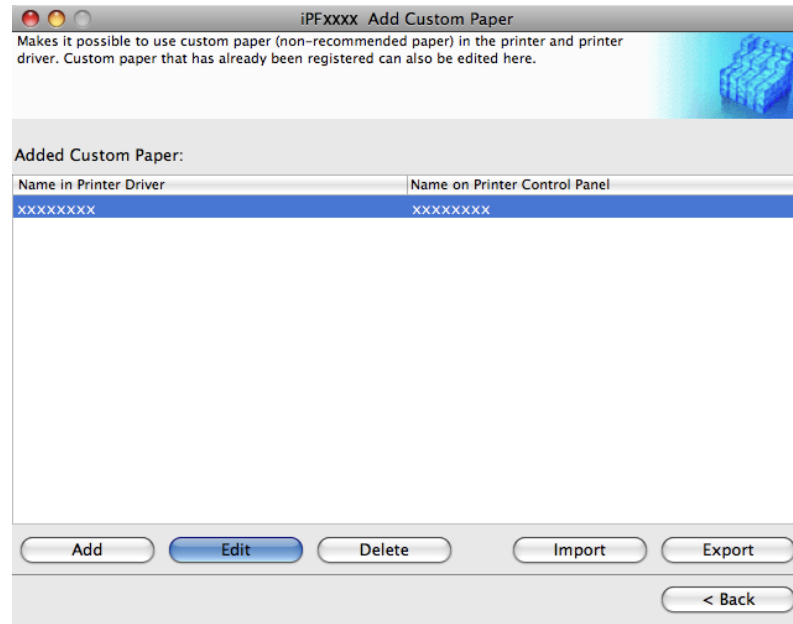 iPFxxxx Add Custom Paper
Makes it possible to use custom paper (non-recommended paper) in the printer and printer
driver. Custom paper that has already been registered can also be edited here.
Added Custom Paper:
Name in Printer Driver Name on Printer Control Panel
xxxxxxxx xxxxxxxx
Add Edit Delete Import Export
< Back